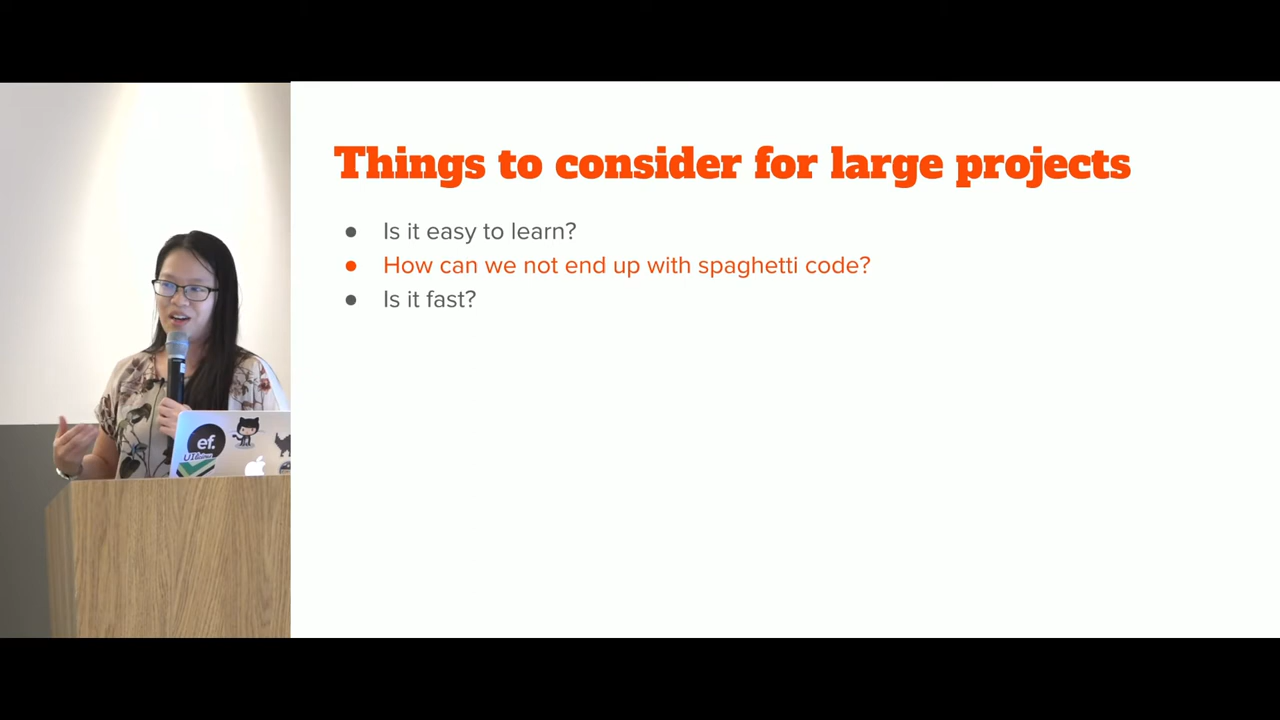 Things to consider for large projects
● Is it easy to learn?
● How can we not end up with spaghetti code?
● Is it fast?
ef.